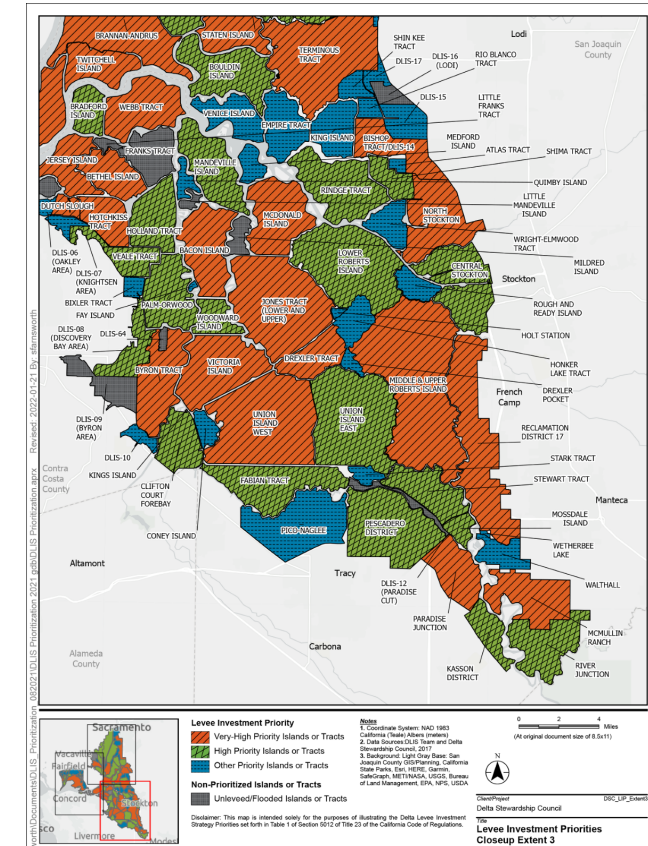 Lodi
San Joaquin
County
BRANNAN-ANDRUS
STATEN ISLAND
TERMINOUS
TRACT
SHIN KEE
TRACT
DLIS-17
DLIS-16
(LODI)
RIO BLANCO
TRACT
TWITCHELL
ISLAND
BOULDIN
ISLAND
DLIS-15
LITTLE
FRANKS
TRACT
BRADFORD
ISLAND
WEBB TRACT
VENICE ISLAND
EMPIRE TRACT
KING ISLAND
BISHOP
TRACT/DLIS-14
MEDFORD
ISLAND
ATLAS TRACT
SHIMA TRACT
FRANKS TRACT
JERSEY ISLAND
BETHEL ISLAND
MANDEVILLE
ISLAND
RINDGE TRACT
QUIMBY ISLAND
LITTLE
MANDEVILLE
ISLAND
DUTCH SLOUGH
HOTCHKISS
TRACT
HOLLAND TRACT
MCDONALD
ISLAND
NORTH
STOCKTON
WRIGHT-ELMWOOD
TRACT
MILDRED
ISLAND
DLIS-06
(OAKLEY
AREA)
DLIS-07
(KNIGHTSEN
AREA)
VEALE TRACT
BACON ISLAND
LOWER
ROBERTS
ISLAND
CENTRAL
STOCKTON
Stockton
BIXLER TRACT
FAY ISLAND
PALM-ORWOOD
WOODWARD
ISLAND
JONES TRACT
(LOWER AND
UPPER)
ROUGH AND
READY ISLAND
HOLT STATION
DLIS-08
(DISCOVERY
BAY AREA)
DLIS-64
BYRON TRACT
VICTORIA
ISLAND
DREXLER TRACT
HONKER
LAKE TRACT
DREXLER
POCKET
MIDDLE & UPPER
ROBERTS ISLAND
French
Camp
DLIS-09
(BYRON
AREA)
UNION
ISLAND
WEST
UNION
ISLAND
EAST
RECLAMATION
DISTRICT 17
DLIS-10
KINGS ISLAND
STARK TRACT
STEWART TRACT
Contra
Costa
County
CLIFTON
COURT
FOREBAY
FABIAN TRACT
Manteca
CONEY ISLAND
PICO-NAGLEE
PESCADERO
DISTRICT
MOSSDALE
ISLAND
WETHERBEE
LAKE
Altamont
Tracy
DLIS-12
(PARADISE
CUT)
WALTHALL
PARADISE
JUNCTION
MCMULLIN
RANCH
Carbona
KASSON
DISTRICT
RIVER
JUNCTION
Alameda
County
Revised: 2022-01-21 By: sfarnsworth
Sacramento
Vacaville
Fairfield
Concord
Stockton
Livermore
Levee Investment Priority
Very-High Priority Islands or Tracts
High Priority Islands or Tracts
Other Priority Islands or Tracts
Non-Prioritized Islands or Tracts
Unleveed/Flooded Islands or Tracts
Notes
1. Coordinate System: NAD 1983
California (Teale) Albers (meters)
2. Data Sources:DLIS Team and Delta
Stewardship Council, 2017
3. Background: Light Gray Base: San
Joaquin County GIS/Planning, California
State Parks, Esri, HERE, Garmin,
SafeGraph, METI/NASA, USGS, Bureau
of Land Management, EPA, NPS, USDA
Disclaimer: This map is intended solely for the purposes of illustrating the Delta Levee Investment
Strategy Priorities set forth in Table 1 of Section 5012 of Title 23 of the California Code of Regulations.
0 2 4
Miles
(At original document size of 8.5x11)
N
Client/Project
DSC_LIP_Extent3
Delta Stewardship Council
Title
Levee Investment Priorities
Closeup Extent 3